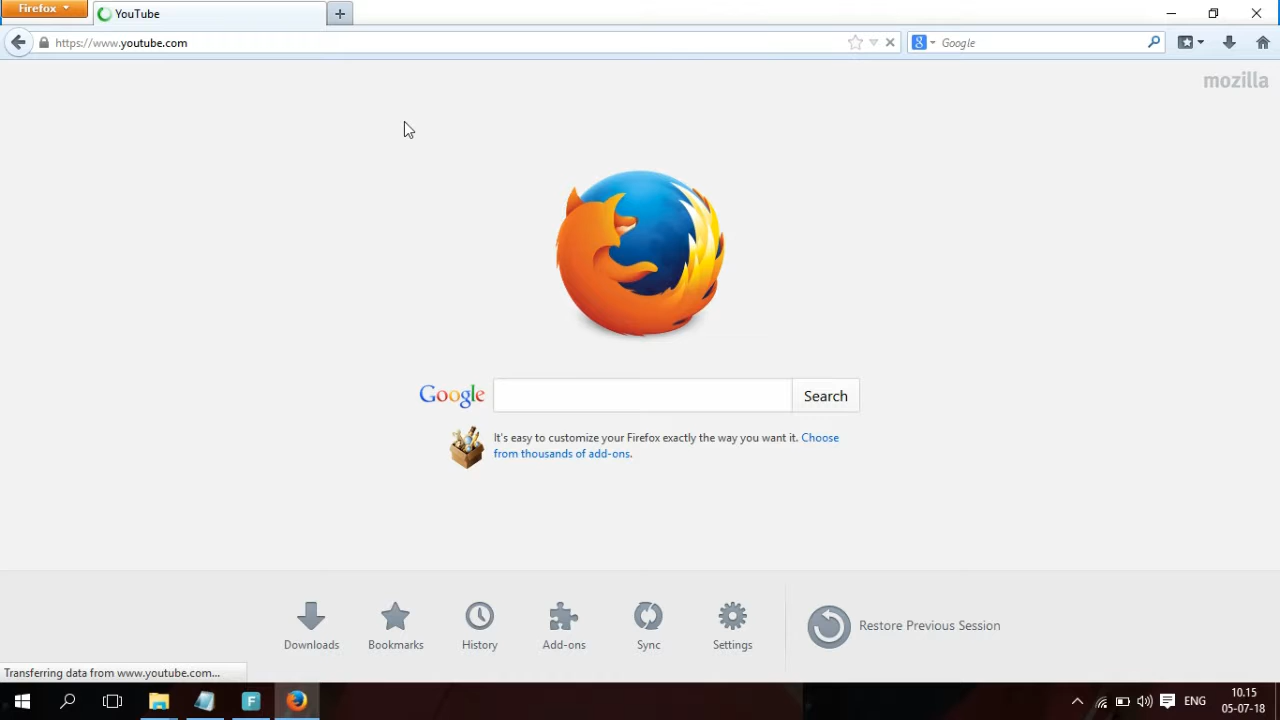 Firefox
YouTube
https://www.youtube.com
Google
mozilla
Google
Search
It's easy to customize your Firefox exactly the way you want it. Choose
from thousands of add-ons.
Downloads
Bookmarks
History
Add-ons
Sync
Settings
Restore Previous Session
Transferring data from www.youtube.com...
F
ENG
10.15
05-07-18